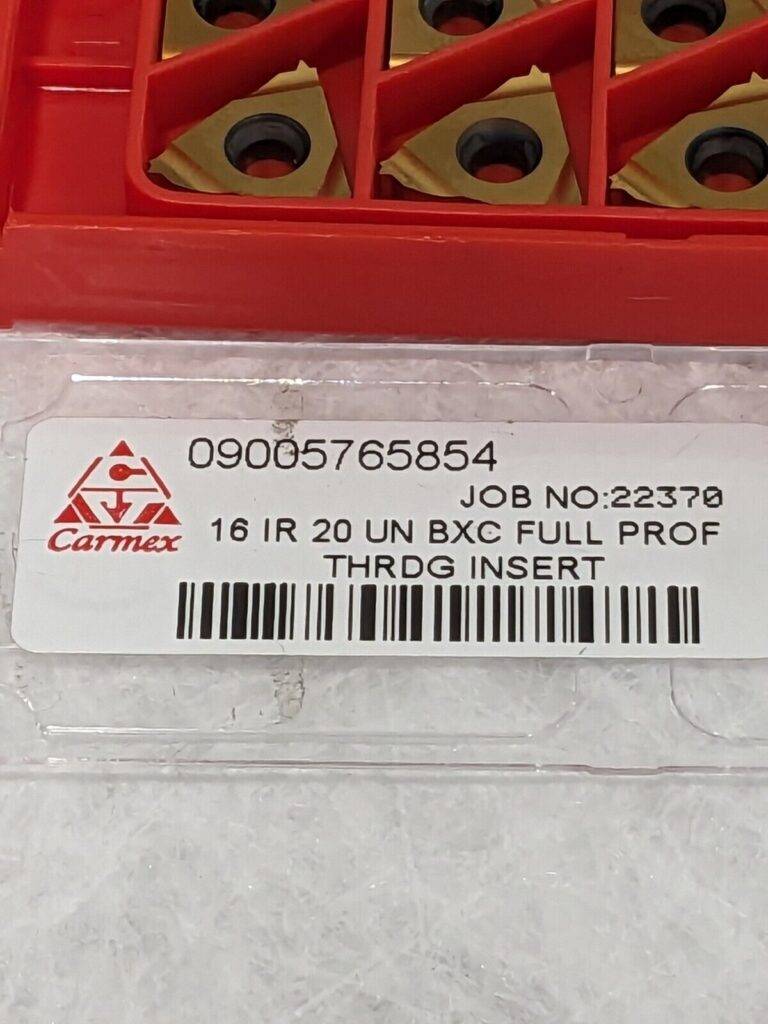 09005765854
JOB NO:22370
Carmex
16 IR 20 UN BXC FULL PROF
THRDG INSERT